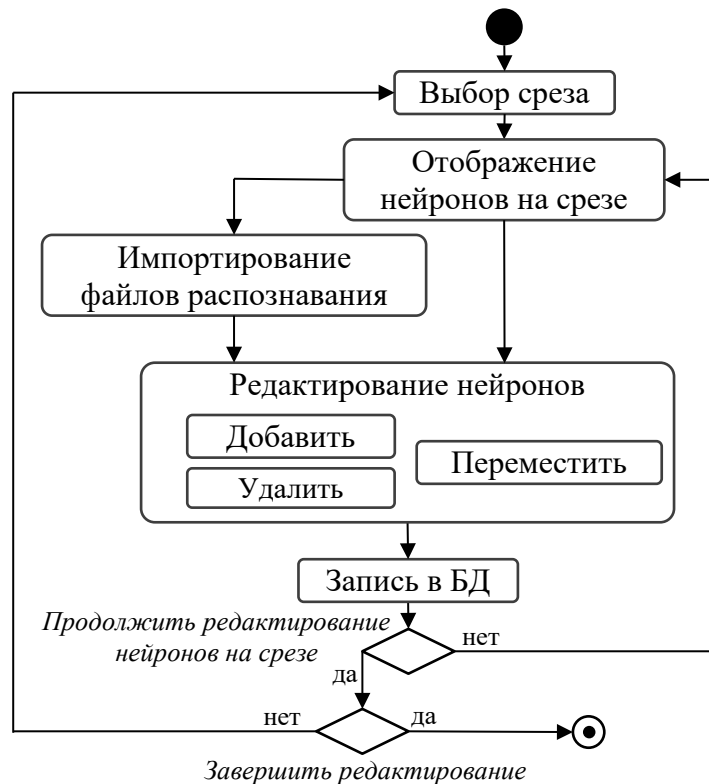 Выбор среза
Отображение
нейронов на срезе
Импортирование
файлов распознавания
Редактирование нейронов
Добавить
Переместить
Удалить
Запись в БД
Продолжить редактирование
нейронов на срезе
нет
да
нет
да
Завершить редактирование